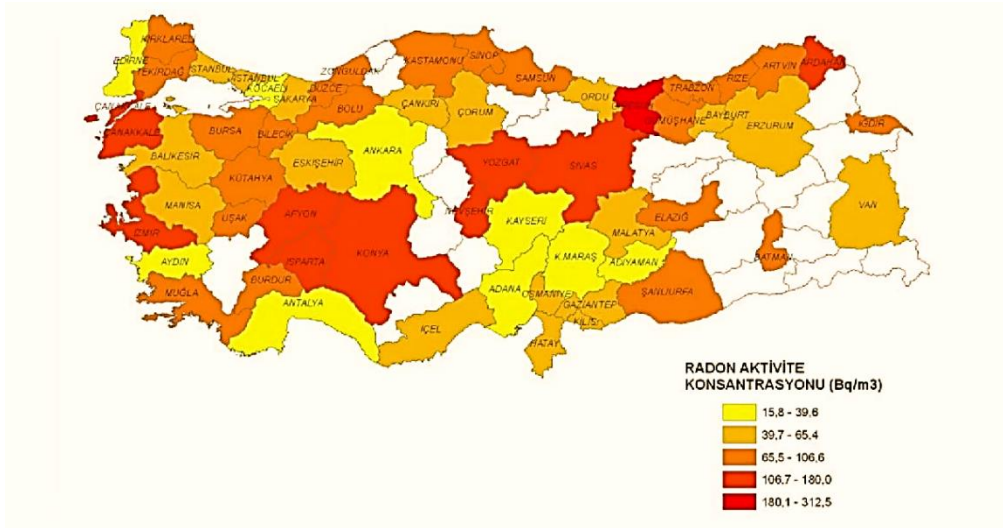 KIRKLARELİ
EDİRNE
TEKİRDAĞ
İSTANBUL
İSTANBUL
KOCAELİ
SAKARYA
ZONGULDAK
DÜZCE
BOLU
KASTAMONU
SİNOP
SAMSUN
ÇANKIRI
ÇORUM
ORDU
TRABZON
RİZE
ARTVİN
ARDAHAN
MÜŞHANE
BAYBURT
ERZURUM
IĞDIR
ÇANAKKALE
ÇANAKKALE
BURSA
BİLECİK
BALIKESİR
ESKİŞEHİR
ANKARA
KÜTAHYA
YOZGAT
SİVAS
MANİSA
UŞAK
AFYON
İZMİR
NEVŞEHİR
KAYSERİ
MALATYA
ELAZIĞ
VAN
BATMAN
AYDIN
ISPARTA
KONYA
K.MARAŞ
ADIYAMAN
BURDUR
MUĞLA
ANTALYA
ADANA
OSMANİYE
GAZİANTEP
ŞANLIURFA
KİLİS
İÇEL
HATAY
RADON AKTİVİTE
KONSANTRASYONU (Bq/m3)
15,8 - 39,6
39,7 - 65,4
65,5 - 106,6
106,7 - 180,0
180,1 - 312,5